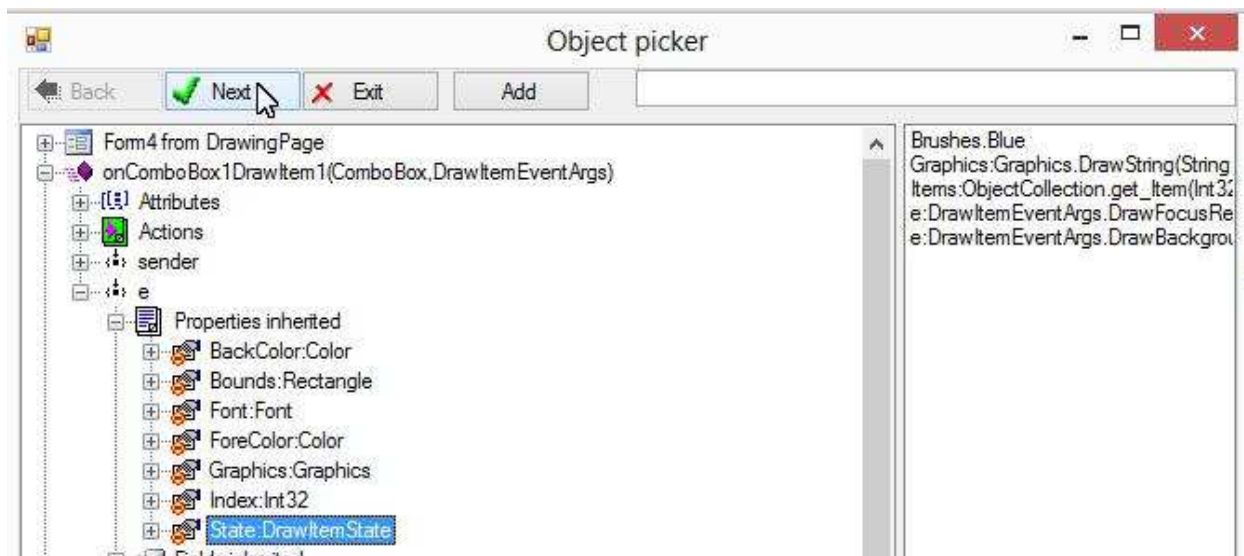 Object picker
Back Next Exit Add
Form4 from DrawingPage
onComboBox1DrawItem1(ComboBox,DrawItemEventArgs)
Attributes
Actions
sender
e
Properties inherited
BackColor:Color
Bounds:Rectangle
Font:Font
ForeColor:Color
Graphics:Graphics
Index:Int32
State:DrawItemState
Brushes.Blue
Graphics:Graphics.DrawString(String
Items:ObjectCollection.get_Item(Int32
e:DrawItemEventArgs.DrawFocusRe
e:DrawItemEventArgs.DrawBackgrou